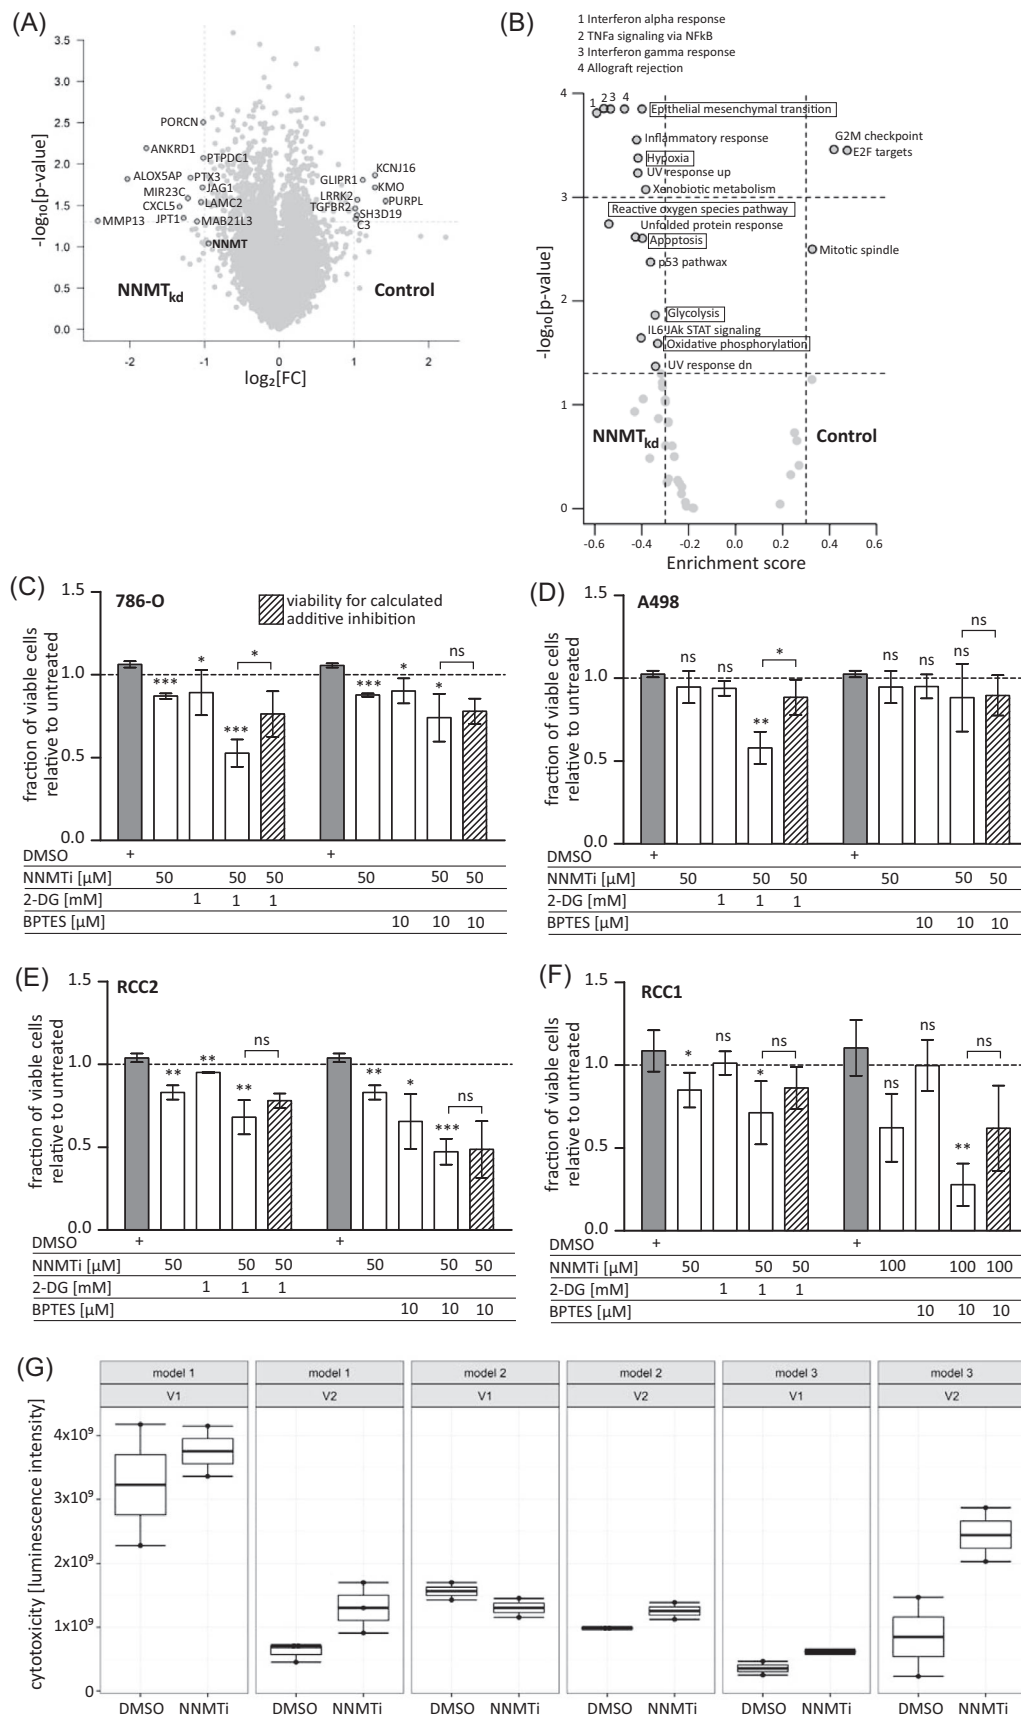 (A)
3.5
3.0
2.5
2.0
1.5
1.0
0.5
0.0
-log₁₀[p-value]
PORCN
ANKRD1
PTPDC1
ALOX5AP
PTX3
MIR23C
JAG1
CXCL5
LAMC2
MMP13
JPT1
MAB21L3
NNMT
KCNJ16
GLIPR1
KMO
LRRK2
PURPL
TGFBR2
SH3D19
C3
NNMTkd
Control
-2 -1 0 1 2
log₂[FC]
(B)
1 Interferon alpha response
2 TNFa signaling via NFkB
3 Interferon gamma response
4 Allograft rejection
4
3
2
1
0
-log₁₀[p-value]
1 2 3 4
Epithelial mesenchymal transition
Inflammatory response
Hypoxia
UV response up
Xenobiotic metabolism
G2M checkpoint
E2F targets
Reactive oxygen species pathway
Unfolded protein response
Apoptosis
p53 pathwax
Mitotic spindle
Glycolysis
IL6 JAk STAT signaling
Oxidative phosphorylation
UV response dn
NNMTkd
Control
-0.6 -0.4 -0.2 0.0 0.2 0.4 0.6
Enrichment score
(C)
786-O
viability for calculated
additive inhibition
fraction of viable cells
relative to untreated
1.5
1.0
0.5
0.0
*** * *** * *** * * ns
DMSO + +
NNMTi [µM] 50 50 50 50 50 50
2-DG [mM] 1 1 1
BPTES [µM] 10 10 10
(D)
A498
fraction of viable cells
relative to untreated
1.5
1.0
0.5
0.0
ns ns ** * ns ns ns ns
DMSO + +
NNMTi [µM] 50 50 50 50 50 50
2-DG [mM] 1 1 1
BPTES [µM] 10 10 10
(E)
RCC2
fraction of viable cells
relative to untreated
1.5
1.0
0.5
0.0
** ** ** ns ** * *** ns
DMSO + +
NNMTi [µM] 50 50 50 50 50 50
2-DG [mM] 1 1 1
BPTES [µM] 10 10 10
(F)
RCC1
fraction of viable cells
relative to untreated
1.5
1.0
0.5
0.0
* ns * ns ns ns ** ns
DMSO + +
NNMTi [µM] 50 50 50 100 100 100
2-DG [mM] 1 1 1
BPTES [µM] 10 10 10
(G)
model 1 model 1 model 2 model 2 model 3 model 3
V1 V2 V1 V2 V1 V2
cytotoxicity [luminescence intensity]
4x10⁹
3x10⁹
2x10⁹
1x10⁹
0
DMSO NNMTi DMSO NNMTi DMSO NNMTi DMSO NNMTi DMSO NNMTi DMSO NNMTi